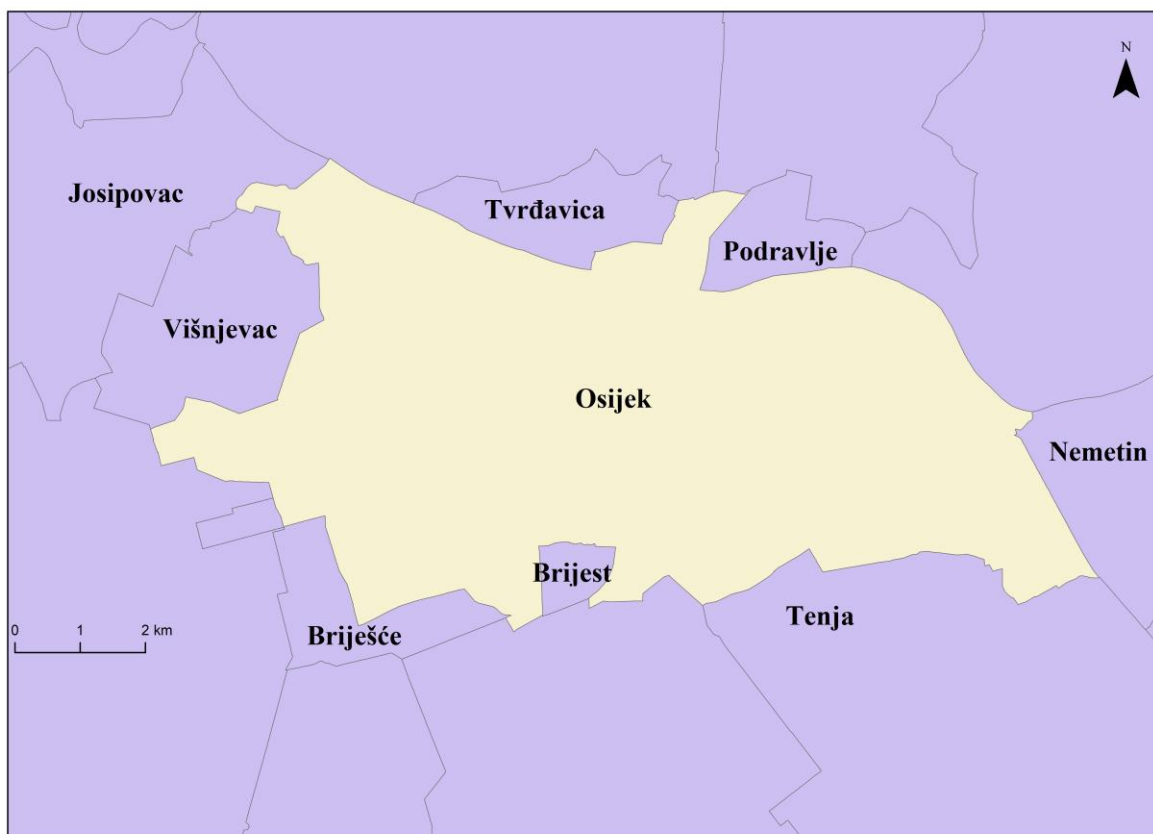 N
Josipovac
Tvrđavica
Podravlje
Višnjevac
Osijek
Nemetin
Brijest
Tenja
Briješće
0 1 2 km